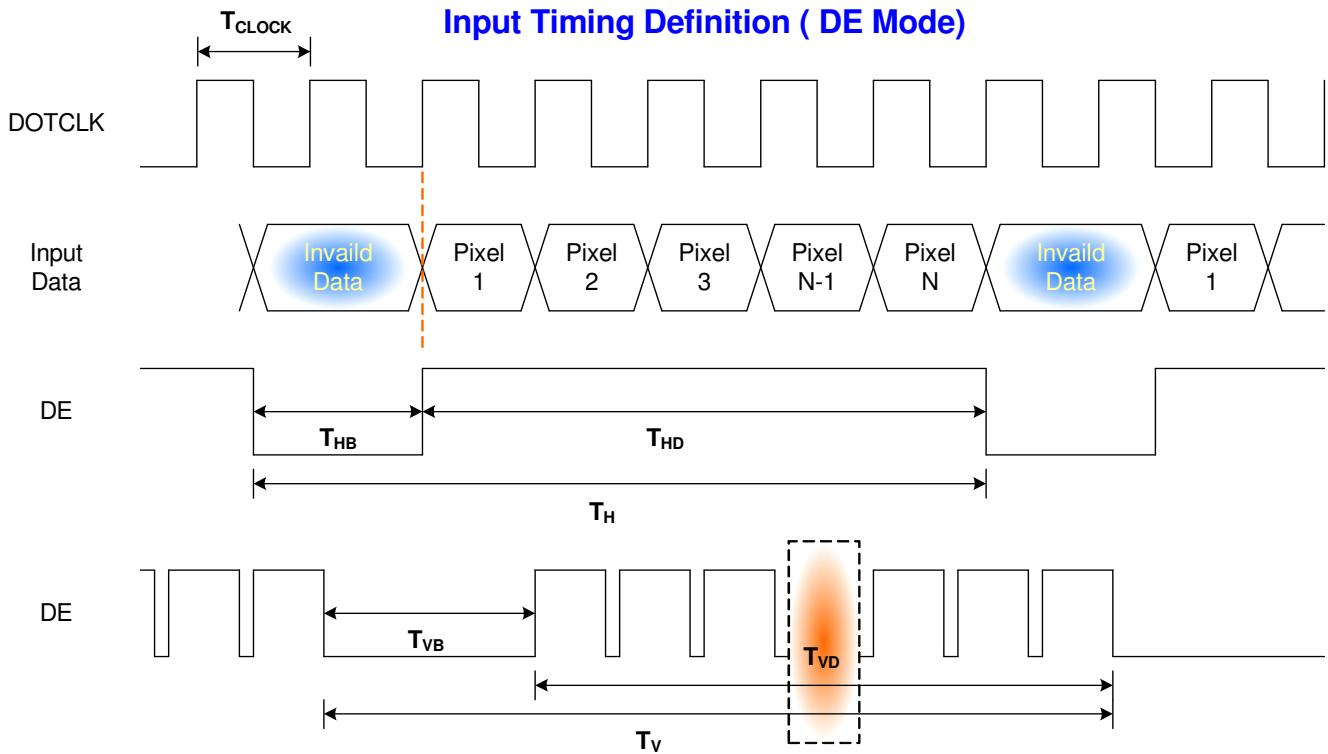 Input Timing Definition ( DE Mode)
TCLOCK
DOTCLK
Input
Data
Invaild
Data
Pixel
1
Pixel
2
Pixel
3
Pixel
N-1
Pixel
N
Invaild
Data
Pixel
1
DE
THB
THD
TH
DE
TVB
TVD
TV